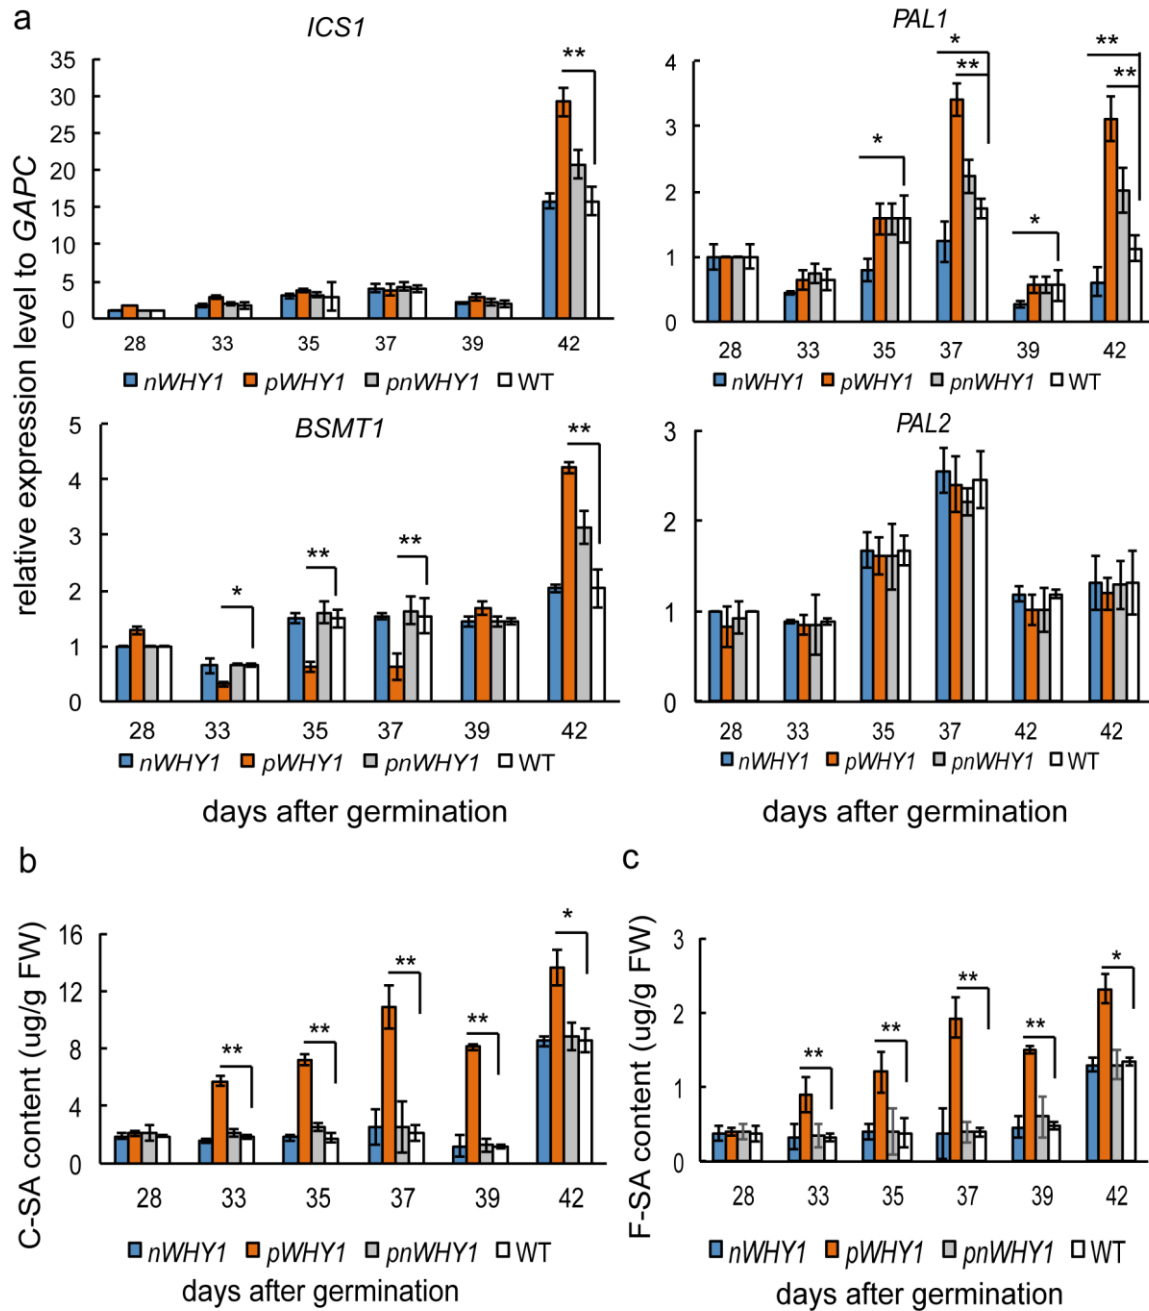 a
ICS1
PAL1
relative expression level to GAPC
35
30
25
20
15
10
5
0
**
28 33 35 37 39 42
nWHY1 pWHY1 pnWHY1 WT
4
3
2
1
0
*
*
**
*
**
**
28 33 35 37 39 42
nWHY1 pWHY1 pnWHY1 WT
BSMT1
5
4
3
2
1
0
*
**
**
**
28 33 35 37 39 42
nWHY1 pWHY1 pnWHY1 WT
days after germination
PAL2
3
2
1
0
28 33 35 37 42 42
nWHY1 pWHY1 pnWHY1 WT
days after germination
b
C-SA content (ug/g FW)
16
12
8
4
0
**
**
**
**
*
28 33 35 37 39 42
nWHY1 pWHY1 pnWHY1 WT
days after germination
c
F-SA content (ug/g FW)
3
2
1
0
**
**
**
**
*
28 33 35 37 39 42
nWHY1 pWHY1 pnWHY1 WT
days after germination